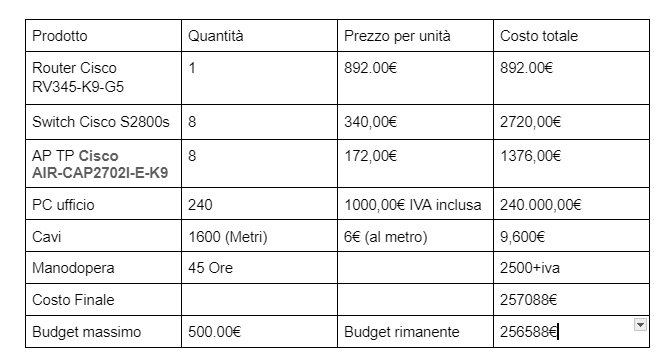 Prodotto Quantità Prezzo per unità Costo totale
Router Cisco 1 892.00€ 892.00€
RV345-K9-G5
Switch Cisco S2800s 8 340,00€ 2720,00€
AP TP Cisco 8 172,00€ 1376,00€
AIR-CAP2702I-E-K9
PC ufficio 240 1000,00€ IVA inclusa 240.000,00€
Cavi 1600 (Metri) 6€ (al metro) 9,600€
Manodopera 45 Ore 2500+iva
Costo Finale 257088€
Budget massimo 500.00€ Budget rimanente 256588€